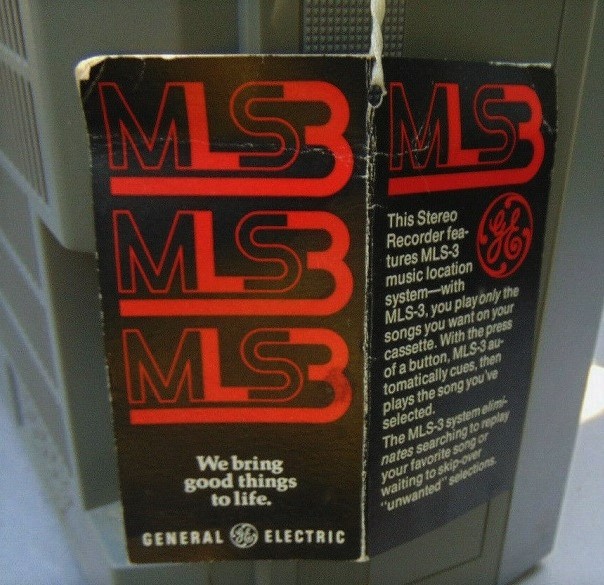 MLS3
MLS3
MLS3
We bring
good things
to life.
GENERAL GE ELECTRIC
MLS3
GE
This Stereo
Recorder fea-
tures MLS-3
music location
system—with
MLS-3, you play only the
songs you want on your
cassette. With the press
of a button, MLS-3 au-
tomatically cues, then
plays the song you've
selected.
The MLS-3 system elimi-
nates searching to replay
your favorite song or
waiting to skip-over
"unwanted" selections.